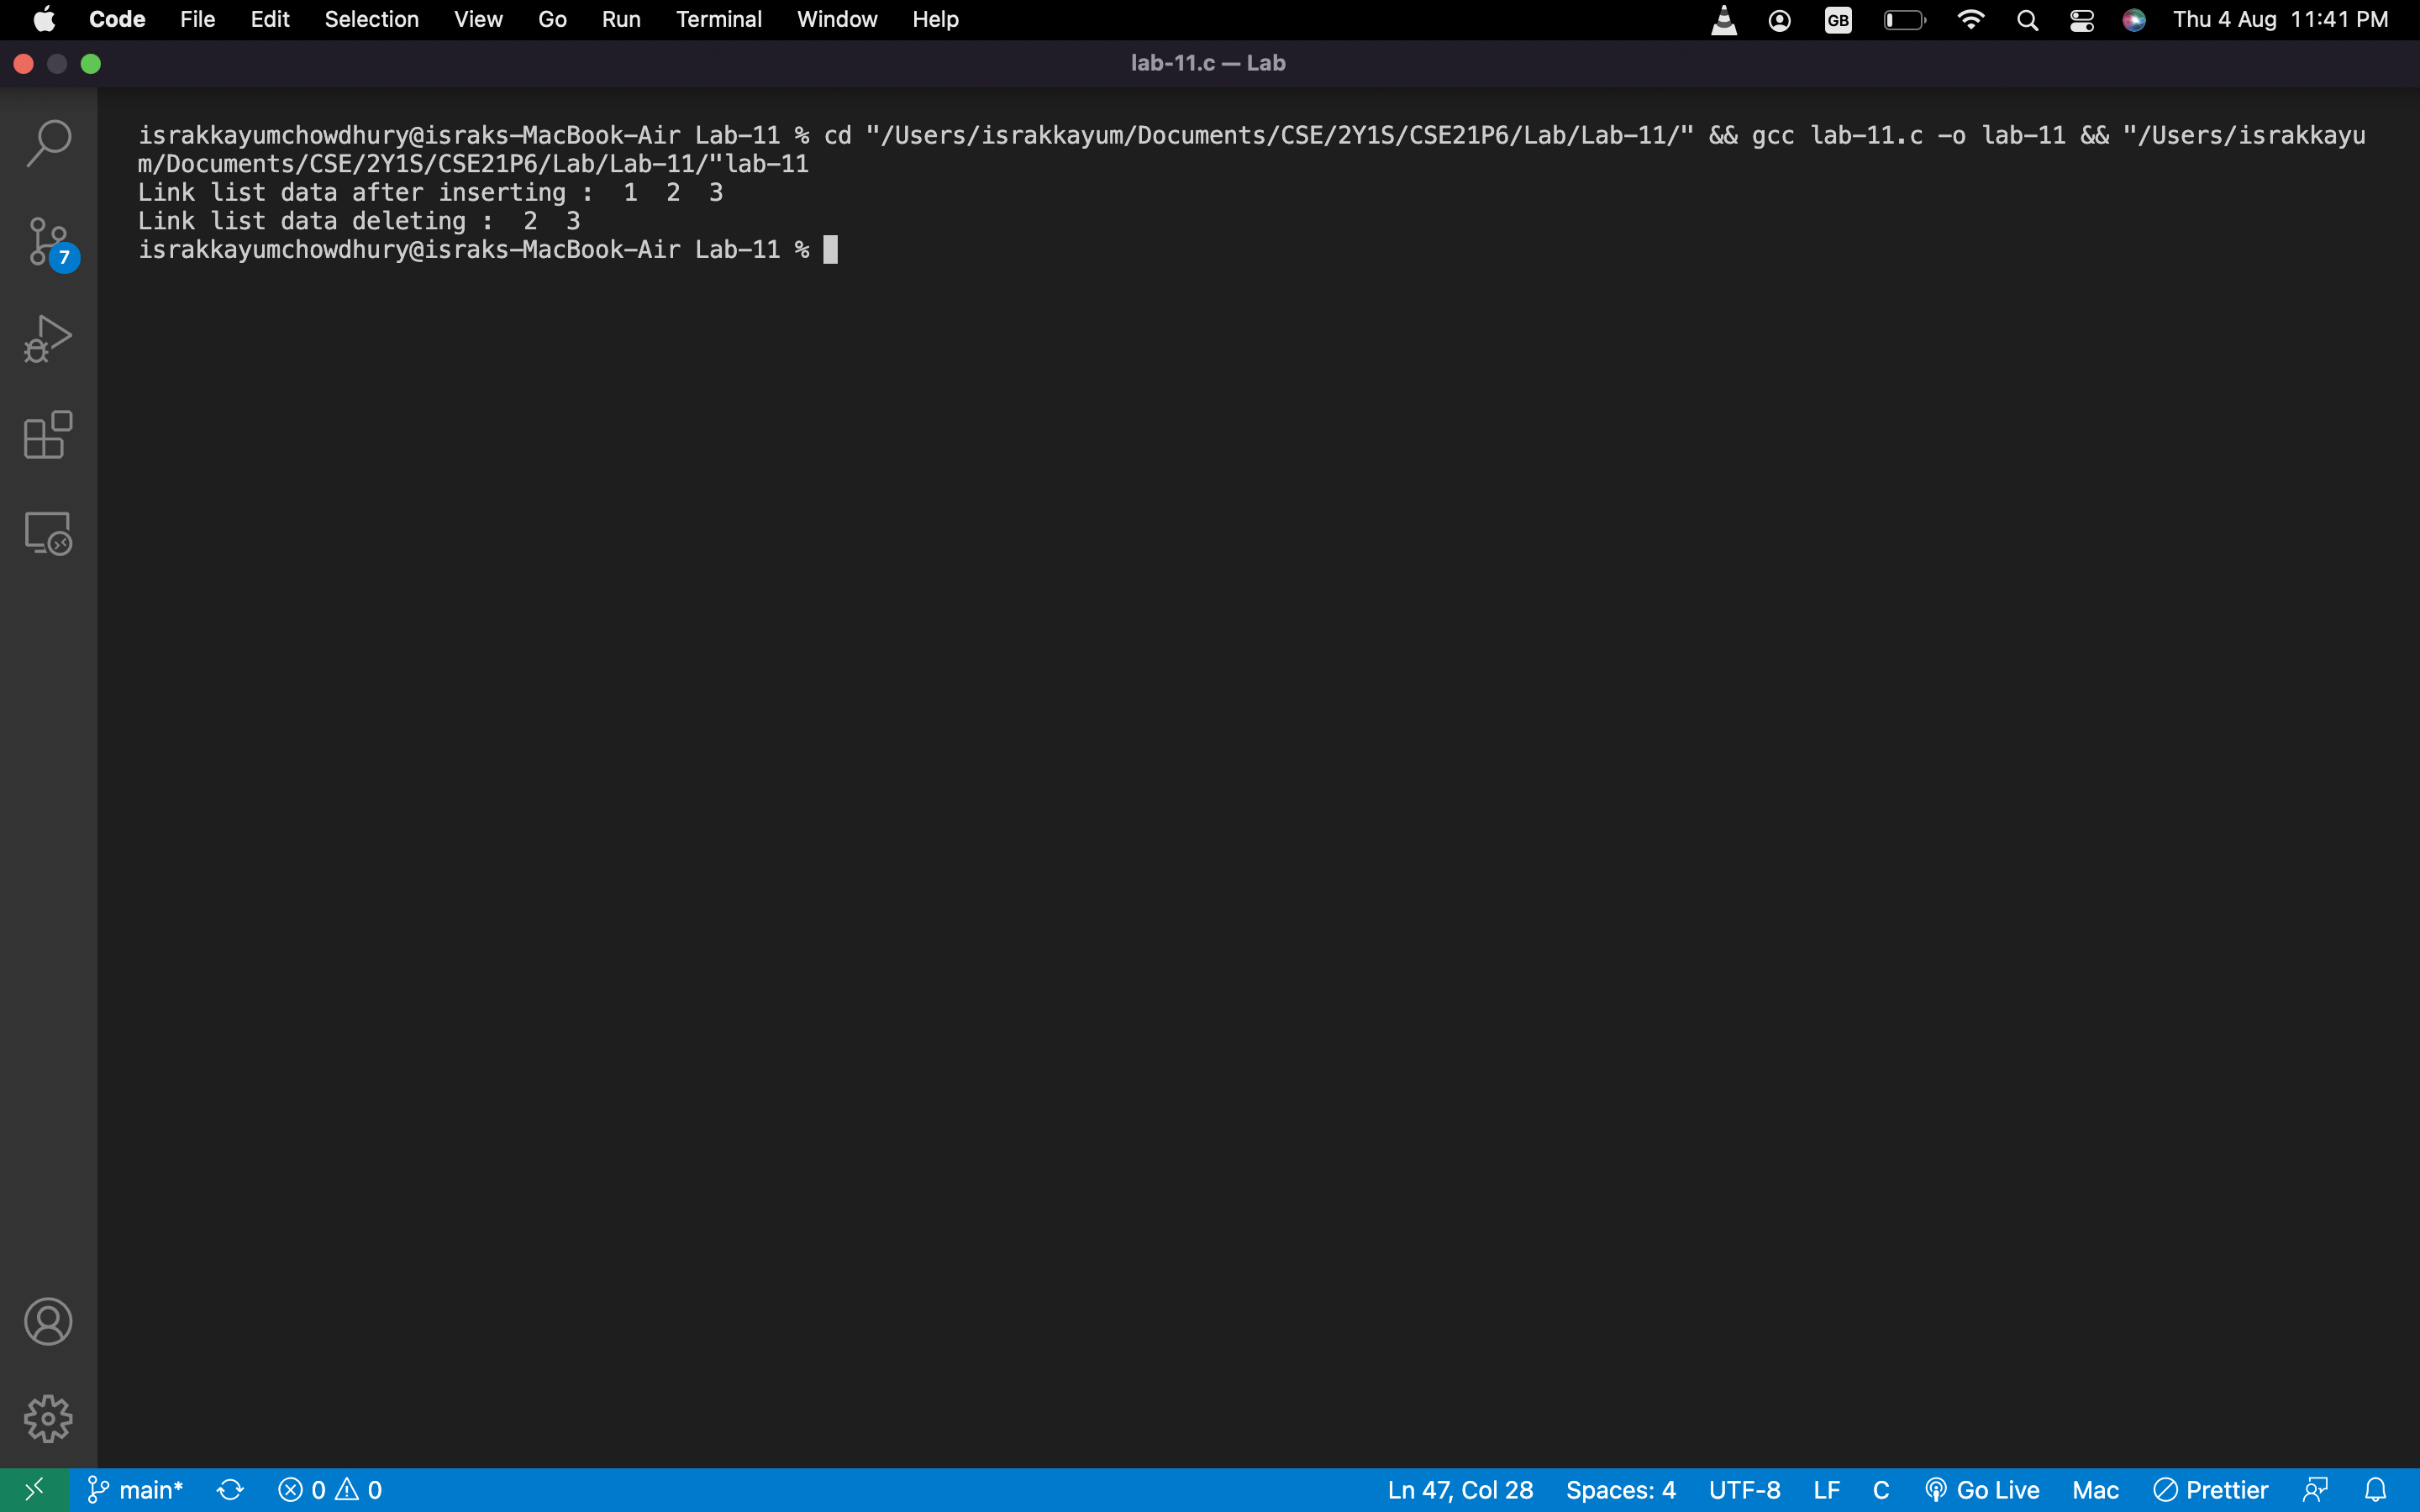 Code File Edit Selection View Go Run Terminal Window Help GB Thu 4 Aug 11:41 PM
lab-11.c — Lab
israkkayumchowdhury@israks-MacBook-Air Lab-11 % cd "/Users/israkkayum/Documents/CSE/2Y1S/CSE21P6/Lab/Lab-11/" && gcc lab-11.c -o lab-11 && "/Users/israkkayu
m/Documents/CSE/2Y1S/CSE21P6/Lab/Lab-11/"lab-11
Link list data after inserting :  1  2  3
Link list data deleting :  2  3
israkkayumchowdhury@israks-MacBook-Air Lab-11 %
7
main* 0 0 Ln 47, Col 28 Spaces: 4 UTF-8 LF C Go Live Mac Prettier